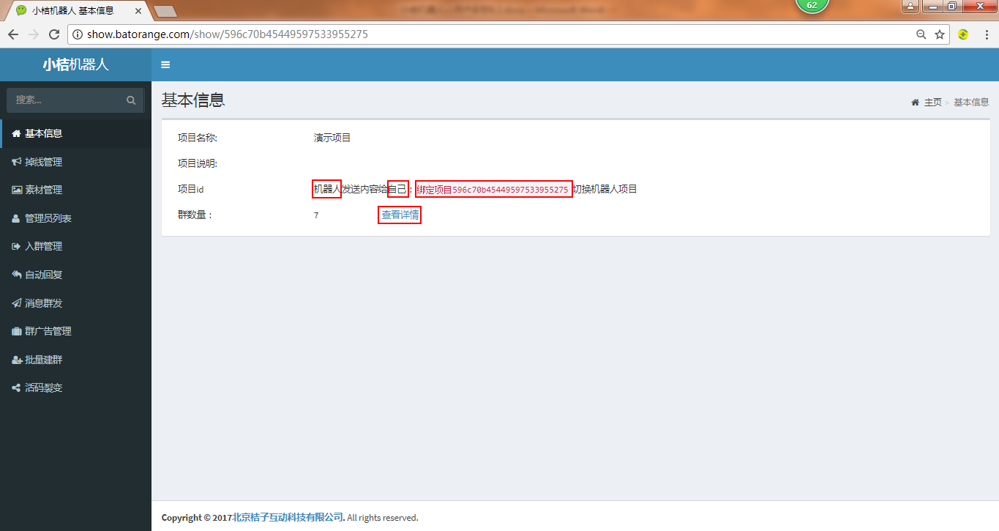 小桔机器人 基本信息
62
show.batorange.com/show/596c70b45449597533955275
小桔机器人
搜索...
基本信息
掉线管理
素材管理
管理员列表
入群管理
自动回复
消息群发
群广告管理
批量建群
活码裂变
基本信息
主页 > 基本信息
项目名称: 演示项目
项目说明:
项目id 机器人发送内容给自己：绑定项目596c70b45449597533955275 切换机器人项目
群数量： 7 查看详情
Copyright © 2017北京桔子互动科技有限公司. All rights reserved.